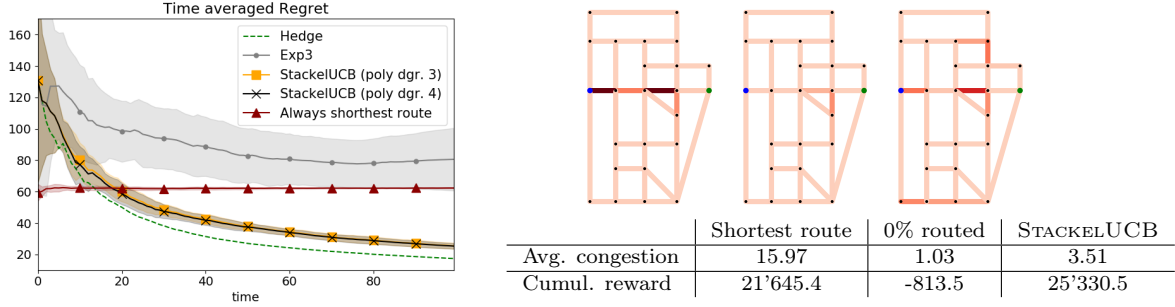 Time averaged Regret
160
140
120
100
80
60
40
20
0
20
40
60
80
time
Hedge
Exp3
StackelUCB (poly dgr. 3)
StackelUCB (poly dgr. 4)
Always shorthest route
Shortest route 0% routed STACKELUCB
Avg. congestion 15.97 1.03 3.51
Cumul. reward 21'645.4 -813.5 25'330.5